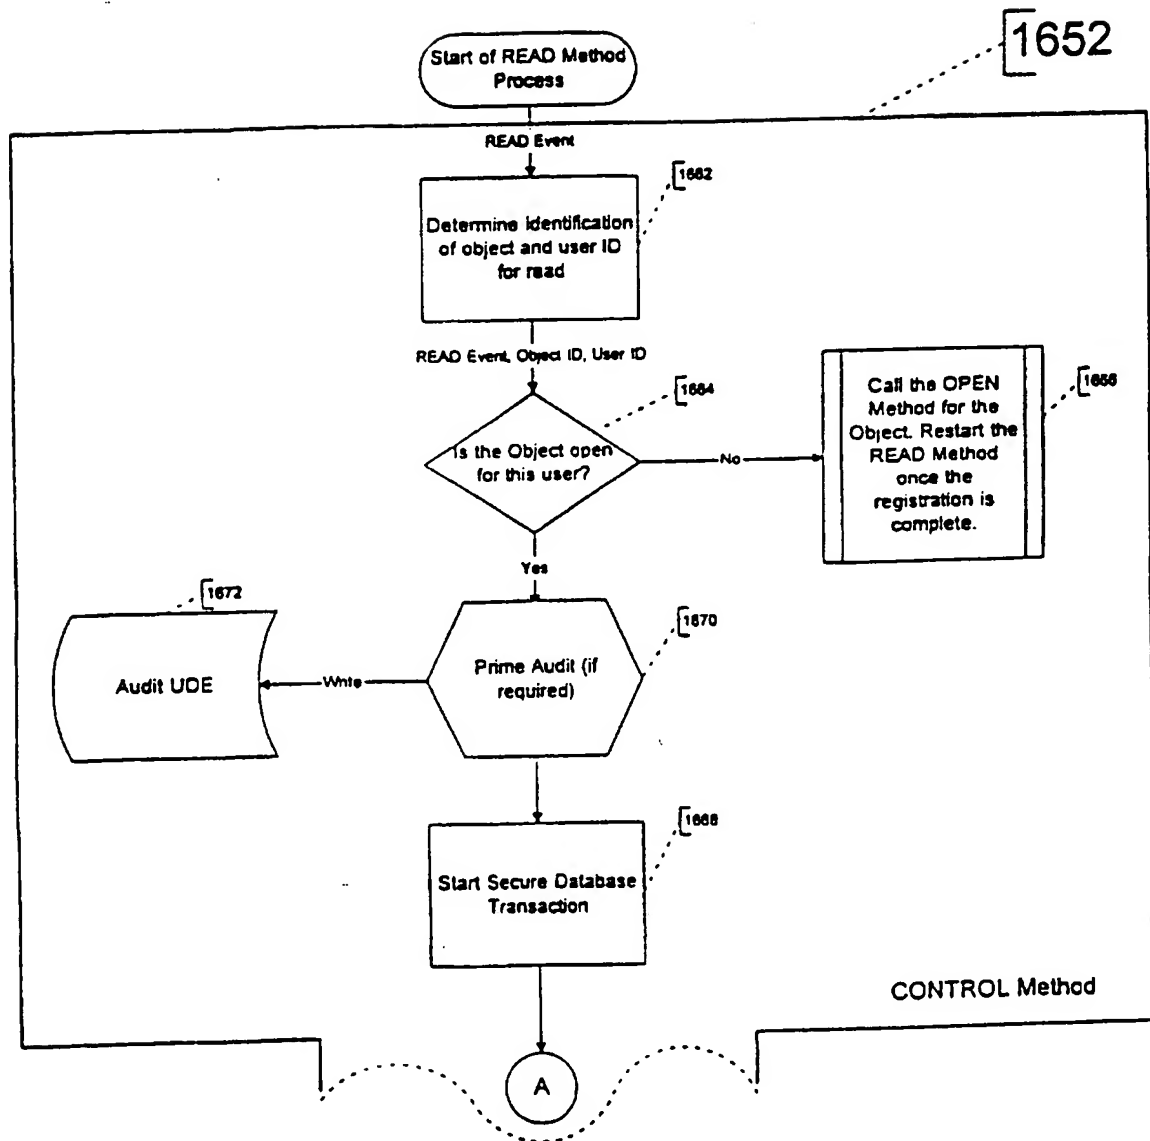 1652
Start of READ Method
Process
READ Event
1662
Determine identification
of object and user ID
for read
READ Event, Object ID, User ID
1664
Is the Object open
for this user?
No
1666
Call the OPEN
Method for the
Object. Restart the
READ Method
once the
registration is
complete.
Yes
1672
Audit UDE
Write
1670
Prime Audit (if
required)
1668
Start Secure Database
Transaction
CONTROL Method
A